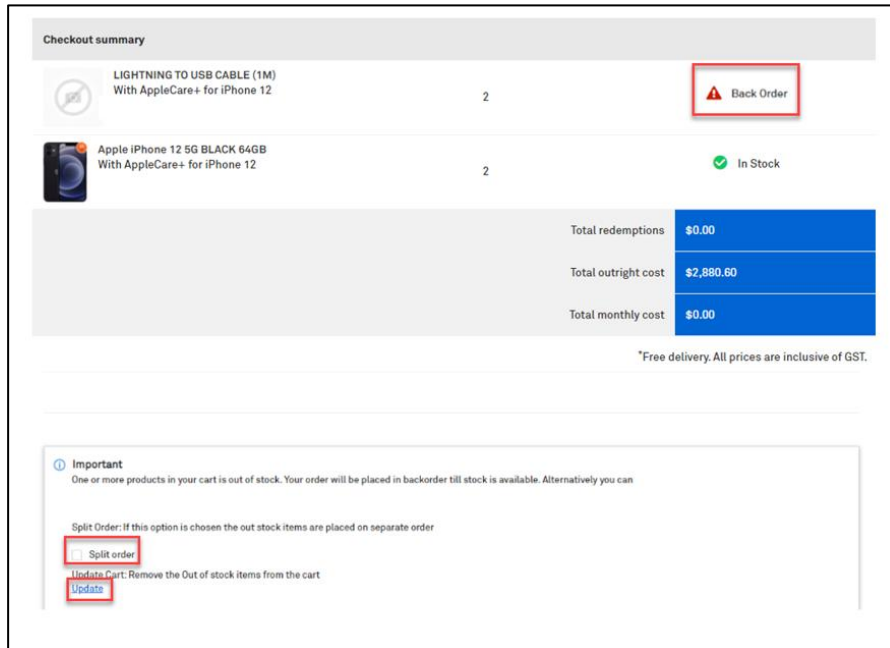 Checkout summary
LIGHTNING TO USB CABLE (1M)
With AppleCare+ for iPhone 12
2
Back Order
Apple iPhone 12 5G BLACK 64GB
With AppleCare+ for iPhone 12
2
In Stock
Total redemptions $0.00
Total outright cost $2,880.60
Total monthly cost $0.00
*Free delivery. All prices are inclusive of GST.
Important
One or more products in your cart is out of stock. Your order will be placed in backorder till stock is available. Alternatively you can
Split Order: If this option is chosen the out stock items are placed on separate order
Split order
Update Cart: Remove the Out of stock items from the cart
Update